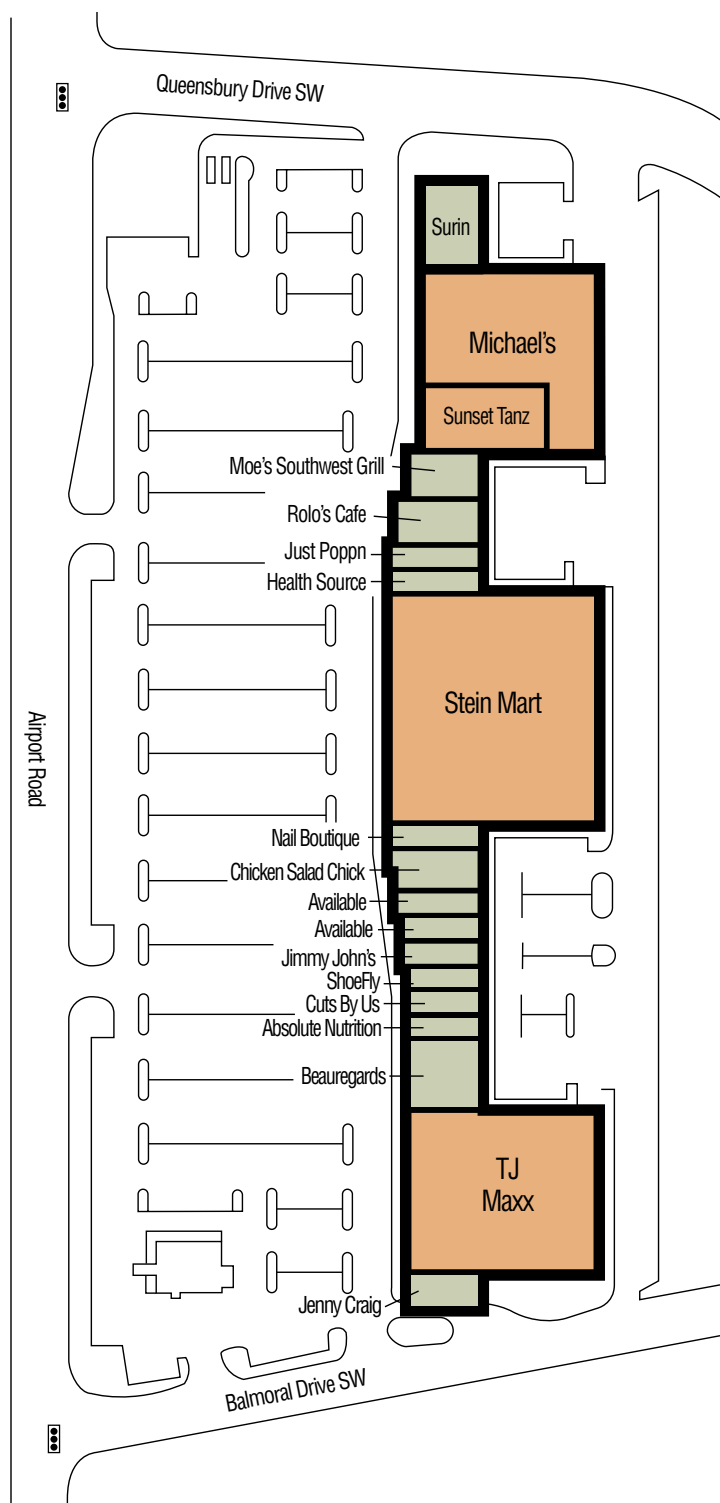 Queensbury Drive SW
Surin
Michael's
Sunset Tanz
Moe's Southwest Grill
Rolo's Cafe
Just Poppn
Health Source
Stein Mart
Airport Road
Nail Boutique
Chicken Salad Chick
Available
Available
Jimmy John's
ShoeFly
Cuts By Us
Absolute Nutrition
Beauregards
TJ
Maxx
Jenny Craig
Balmoral Drive SW